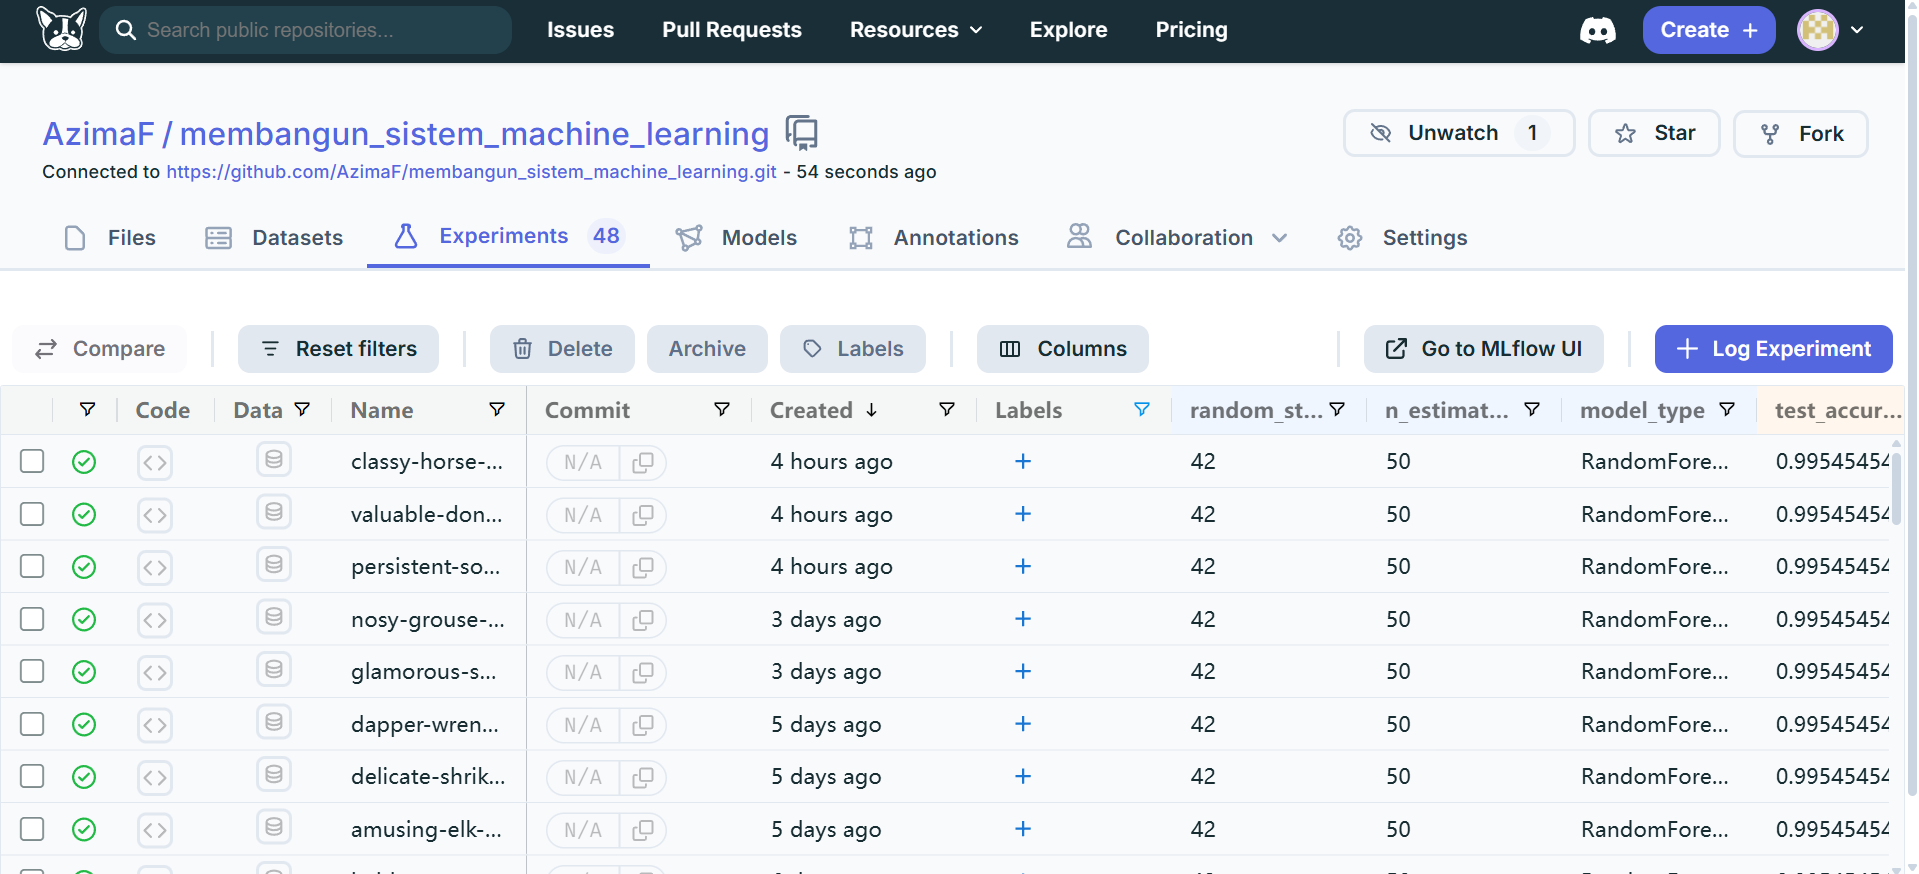 Search public repositories...
Issues
Pull Requests
Resources
Explore
Pricing
Create +
AzimaF / membangun_sistem_machine_learning
Connected to https://github.com/AzimaF/membangun_sistem_machine_learning.git - 54 seconds ago
Unwatch 1
Star
Fork
Files
Datasets
Experiments 48
Models
Annotations
Collaboration
Settings
Compare
Reset filters
Delete
Archive
Labels
Columns
Go to MLflow UI
+ Log Experiment
Code Data Name Commit Created ↓ Labels random_st... n_estimat... model_type test_accur...
classy-horse-... N/A 4 hours ago + 42 50 RandomFore... 0.99545454
valuable-don... N/A 4 hours ago + 42 50 RandomFore... 0.99545454
persistent-so... N/A 4 hours ago + 42 50 RandomFore... 0.99545454
nosy-grouse-... N/A 3 days ago + 42 50 RandomFore... 0.99545454
glamorous-s... N/A 3 days ago + 42 50 RandomFore... 0.99545454
dapper-wren... N/A 5 days ago + 42 50 RandomFore... 0.99545454
delicate-shrik... N/A 5 days ago + 42 50 RandomFore... 0.99545454
amusing-elk-... N/A 5 days ago + 42 50 RandomFore... 0.99545454